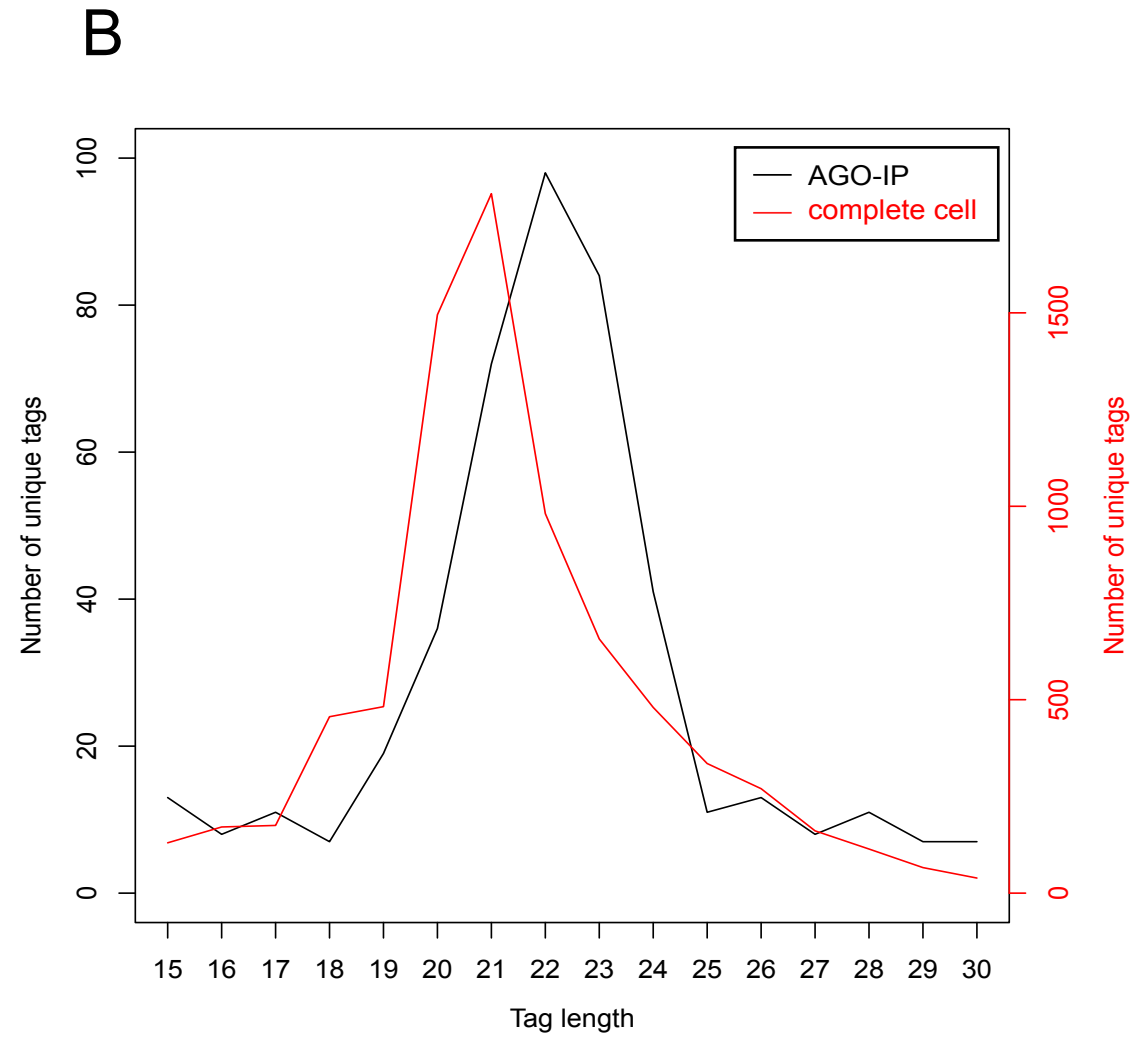 B
AGO-IP
complete cell
Number of unique tags
0
20
40
60
80
100
Number of unique tags
0
500
1000
1500
15 16 17 18 19 20 21 22 23 24 25 26 27 28 29 30
Tag length